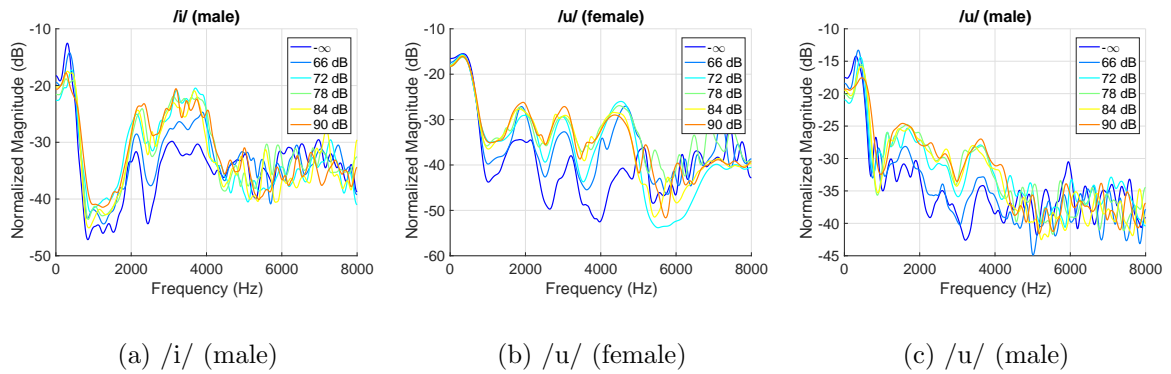 /i/ (male)
Normalized Magnitude (dB)
-10
-20
-30
-40
-50
0
2000
4000
6000
8000
Frequency (Hz)
-∞
66 dB
72 dB
78 dB
84 dB
90 dB
(a) /i/ (male)
/u/ (female)
Normalized Magnitude (dB)
-10
-20
-30
-40
-50
-60
0
2000
4000
6000
8000
Frequency (Hz)
-∞
66 dB
72 dB
78 dB
84 dB
90 dB
(b) /u/ (female)
/u/ (male)
Normalized Magnitude (dB)
-10
-15
-20
-25
-30
-35
-40
-45
0
2000
4000
6000
8000
Frequency (Hz)
-∞
66 dB
72 dB
78 dB
84 dB
90 dB
(c) /u/ (male)